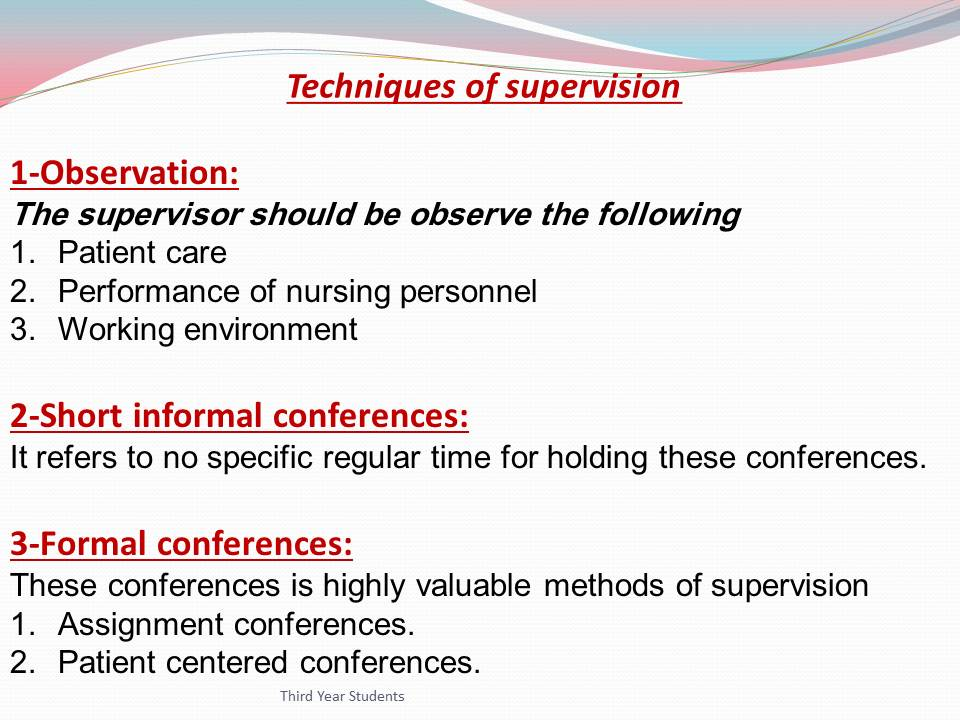 Techniques of supervision
1-Observation:
The supervisor should be observe the following
1. Patient care
2. Performance of nursing personnel
3. Working environment
2-Short informal conferences:
It refers to no specific regular time for holding these conferences.
3-Formal conferences:
These conferences is highly valuable methods of supervision
1. Assignment conferences.
2. Patient centered conferences.
Third Year Students